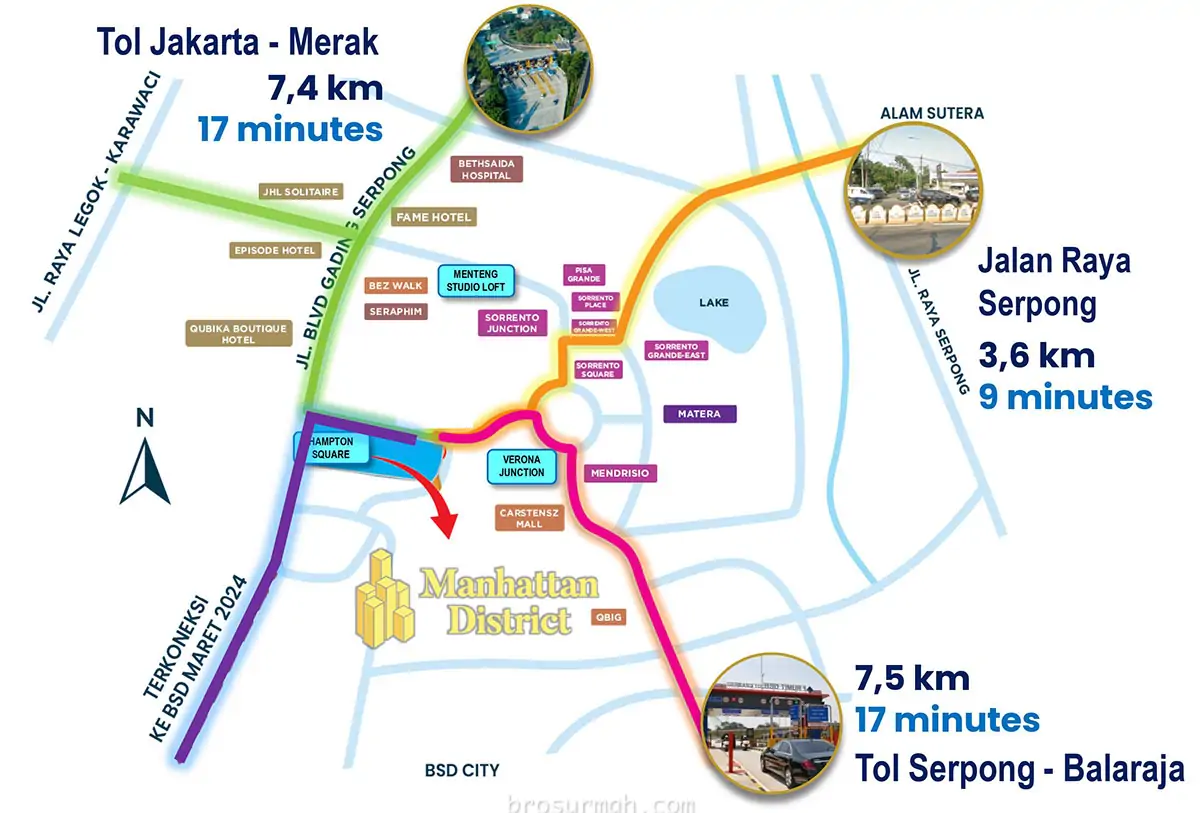 Tol Jakarta - Merak
7,4 km
17 minutes
JL. RAYA LEGOK - KARAWACI
JL. BLVD GADING SERPONG
BETHSAIDA
HOSPITAL
JHL SOLITAIRE
FAME HOTEL
EPISODE HOTEL
BEZ WALK
MENTENG
STUDIO LOFT
SERAPHIM
QUBIKA BOUTIQUE
HOTEL
SORRENTO
JUNCTION
PISA
GRANDE
SORRENTO
PLACE
SORRENTO
GRANDE-WEST
SORRENTO
SQUARE
SORRENTO
GRANDE-EAST
LAKE
ALAM SUTERA
JL. RAYA SERPONG
Jalan Raya
Serpong
3,6 km
9 minutes
MATERA
N
HAMPTON
SQUARE
VERONA
JUNCTION
MENDRISIO
CARSTENSZ
MALL
Manhattan
District
QBIG
TERKONEKSI
KE BSD MARET 2024
7,5 km
17 minutes
Tol Serpong - Balaraja
BSD CITY
brosurmah.com